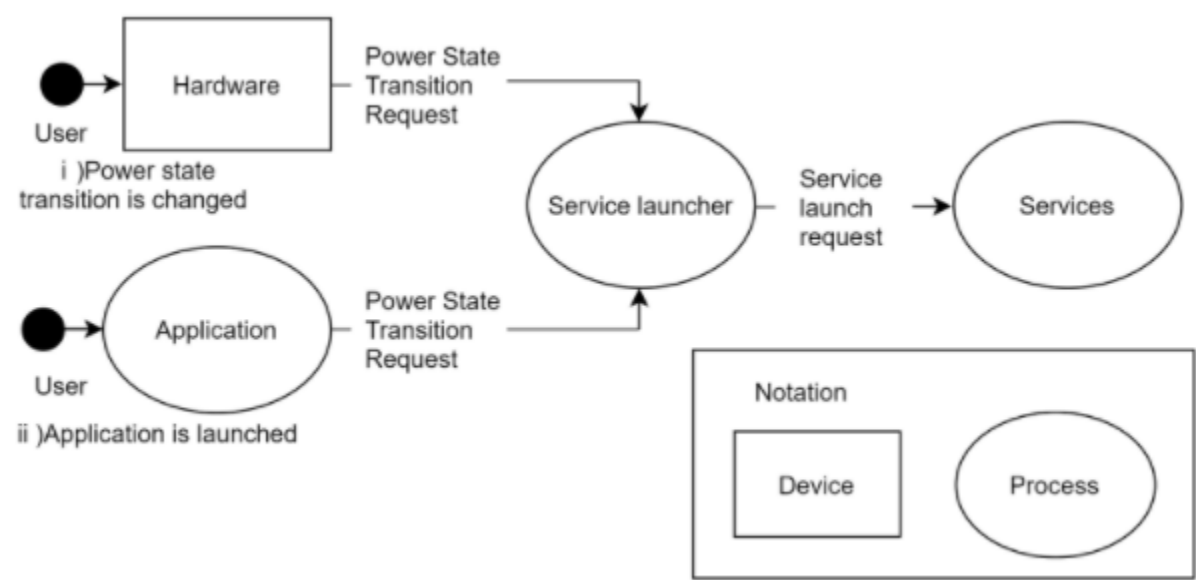 Hardware
Power State
Transition
Request
User
i )Power state
transition is changed
Service launcher
Service
launch
request
Services
Application
Power State
Transition
Request
User
ii )Application is launched
Notation
Device
Process